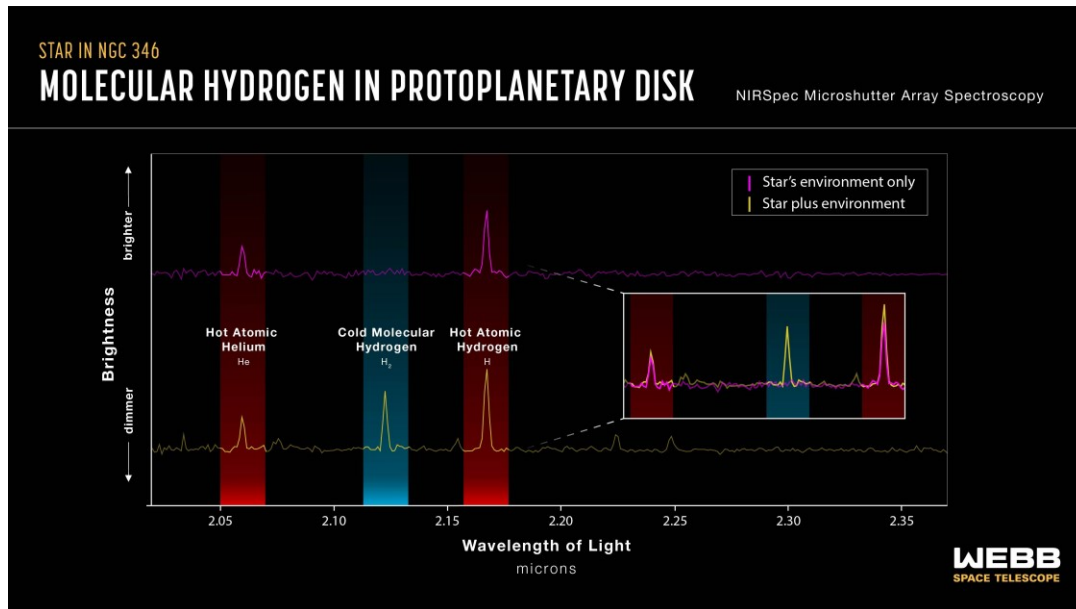 STAR IN NGC 346
MOLECULAR HYDROGEN IN PROTOPLANETARY DISK
NIRSpec Microshutter Array Spectroscopy
Star's environment only
Star plus environment
brighter
Brightness
dimmer
Hot Atomic
Helium
He
Cold Molecular
Hydrogen
H₂
Hot Atomic
Hydrogen
H
2.05 2.10 2.15 2.20 2.25 2.30 2.35
Wavelength of Light
microns
WEBB
SPACE TELESCOPE